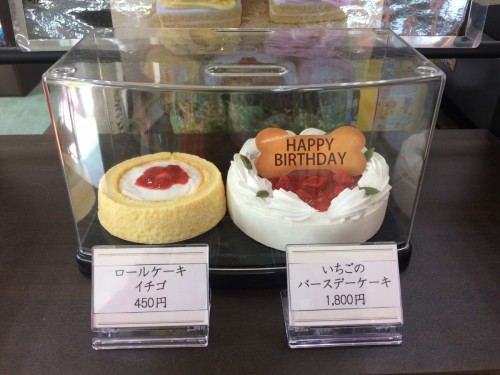 HAPPY
BIRTHDAY
ロールケーキ
イチゴ
450円
いちごの
バースデーケーキ
1,800円